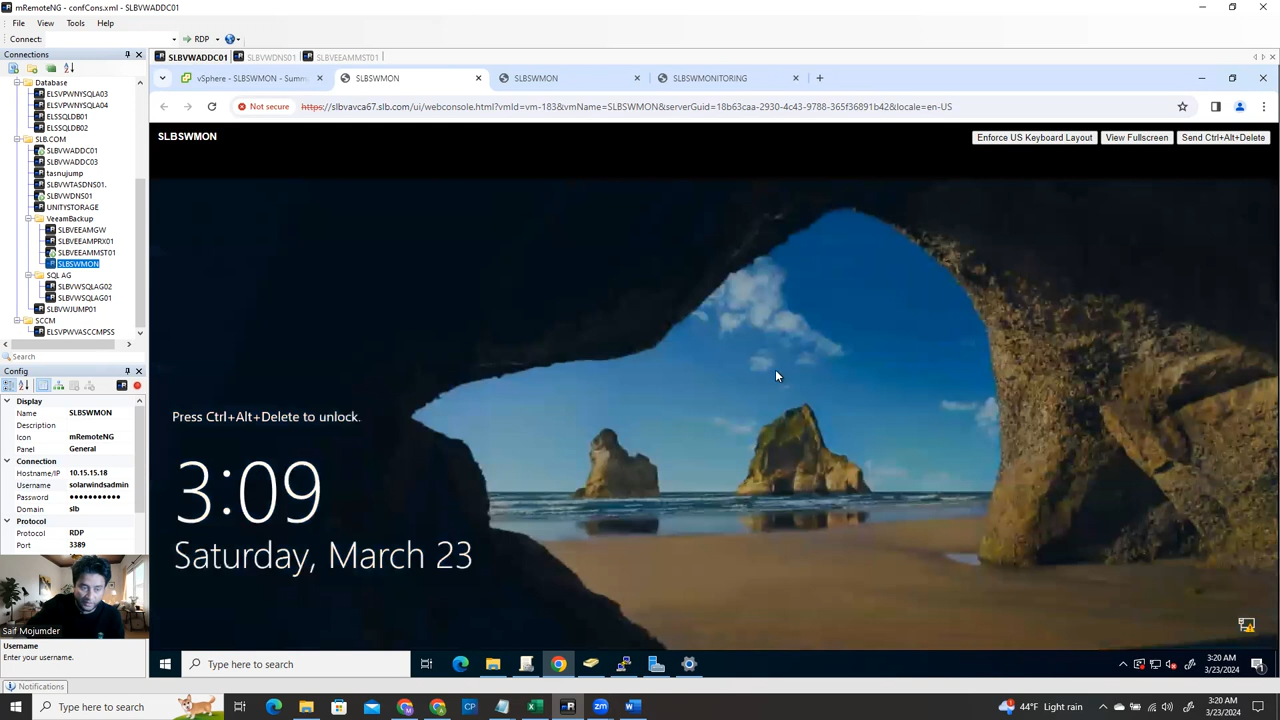 mRemoteNG - confCons.xml - SLBVWADDC01
File View Tools Help
Connect: RDP
Connections
Database
ELSVPWNYSQLA03
ELSVPWNYSQLA04
ELSSQLDB01
ELSSQLDB02
SLB.COM
SLBVWADDC01
SLBVWADDC03
tasnujump
SLBVWTASDNS01.
SLBVWDNS01
UNITYSTORAGE
VeeamBackup
SLBVEEAMGW
SLBVEEAMPRX01
SLBVEEAMMST01
SLBSWMON
SQL AG
SLBVWSQLAG02
SLBVWSQLAG01
SLBVWJUMP01
SCCM
ELSVPWVASCCMPSS
Search
Config
Display
Name SLBSWMON
Description
Icon mRemoteNG
Panel General
Connection
Hostname/IP 10.15.15.18
Username solarwindsadmin
Password ●●●●●●●●●●●
Domain slb
Protocol
Protocol RDP
Port 3389
Saif Mojumder
Username
Enter your username.
Notifications
SLBVWADDC01 SLBVWDNS01 SLBVEEAMMST01
vSphere - SLBSWMON - Summ SLBSWMON SLBSWMON SLBSWMONITORING
Not secure https://slbvavca67.slb.com/ui/webconsole.html?vmId=vm-183&vmName=SLBSWMON&serverGuid=18b63caa-2930-4c43-9788-365f36891b42&locale=en-US
SLBSWMON Enforce US Keyboard Layout View Fullscreen Send Ctrl+Alt+Delete
Press Ctrl+Alt+Delete to unlock.
3:09
Saturday, March 23
Type here to search 3:20 AM
3/23/2024
Type here to search 44°F Light rain 3:20 AM
3/23/2024